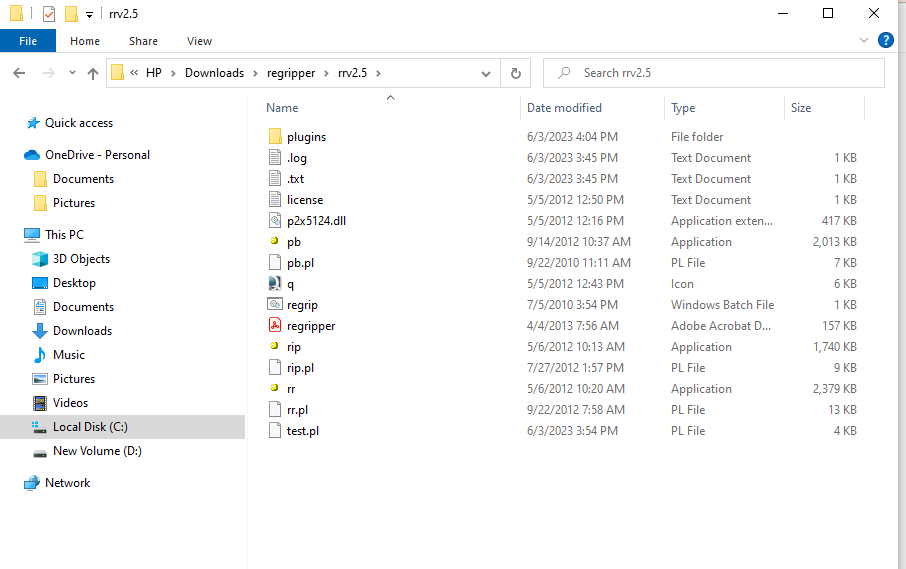 rrv2.5
File Home Share View
« HP > Downloads > regripper > rrv2.5 > Search rrv2.5
Name Date modified Type Size
Quick access
OneDrive - Personal
Documents
Pictures
This PC
3D Objects
Desktop
Documents
Downloads
Music
Pictures
Videos
Local Disk (C:)
New Volume (D:)
Network
plugins 6/3/2023 4:04 PM File folder
.log 6/3/2023 3:45 PM Text Document 1 KB
.txt 6/3/2023 3:45 PM Text Document 1 KB
license 5/5/2012 12:50 PM Text Document 1 KB
p2x5124.dll 5/5/2012 12:16 PM Application exten... 417 KB
pb 9/14/2012 10:37 AM Application 2,013 KB
pb.pl 9/22/2010 11:11 AM PL File 7 KB
q 5/5/2012 12:43 PM Icon 6 KB
regrip 7/5/2010 3:54 PM Windows Batch File 1 KB
regripper 4/4/2013 7:56 AM Adobe Acrobat D... 157 KB
rip 5/6/2012 10:13 AM Application 1,740 KB
rip.pl 7/27/2012 1:57 PM PL File 9 KB
rr 5/6/2012 10:20 AM Application 2,379 KB
rr.pl 9/22/2012 7:58 AM PL File 13 KB
test.pl 6/3/2023 3:54 PM PL File 4 KB